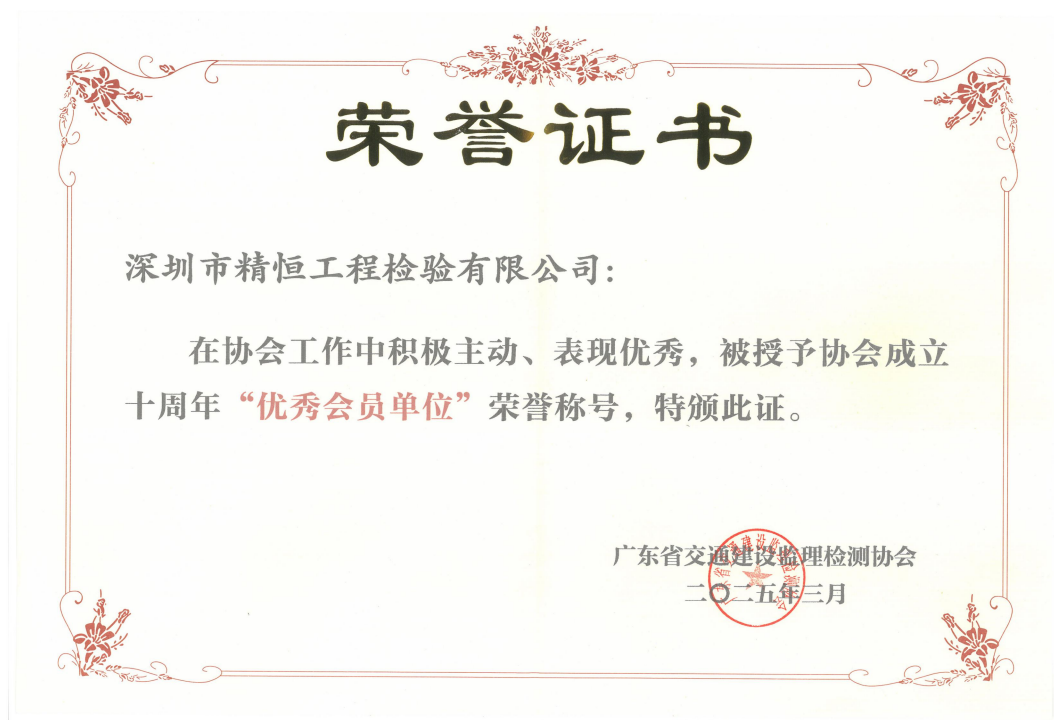 荣誉证书
深圳市精恒工程检验有限公司：
在协会工作中积极主动、表现优秀，被授予协会成立
十周年“优秀会员单位”荣誉称号，特颁此证。
广东省交通建设监理检测协会
二〇二五年三月